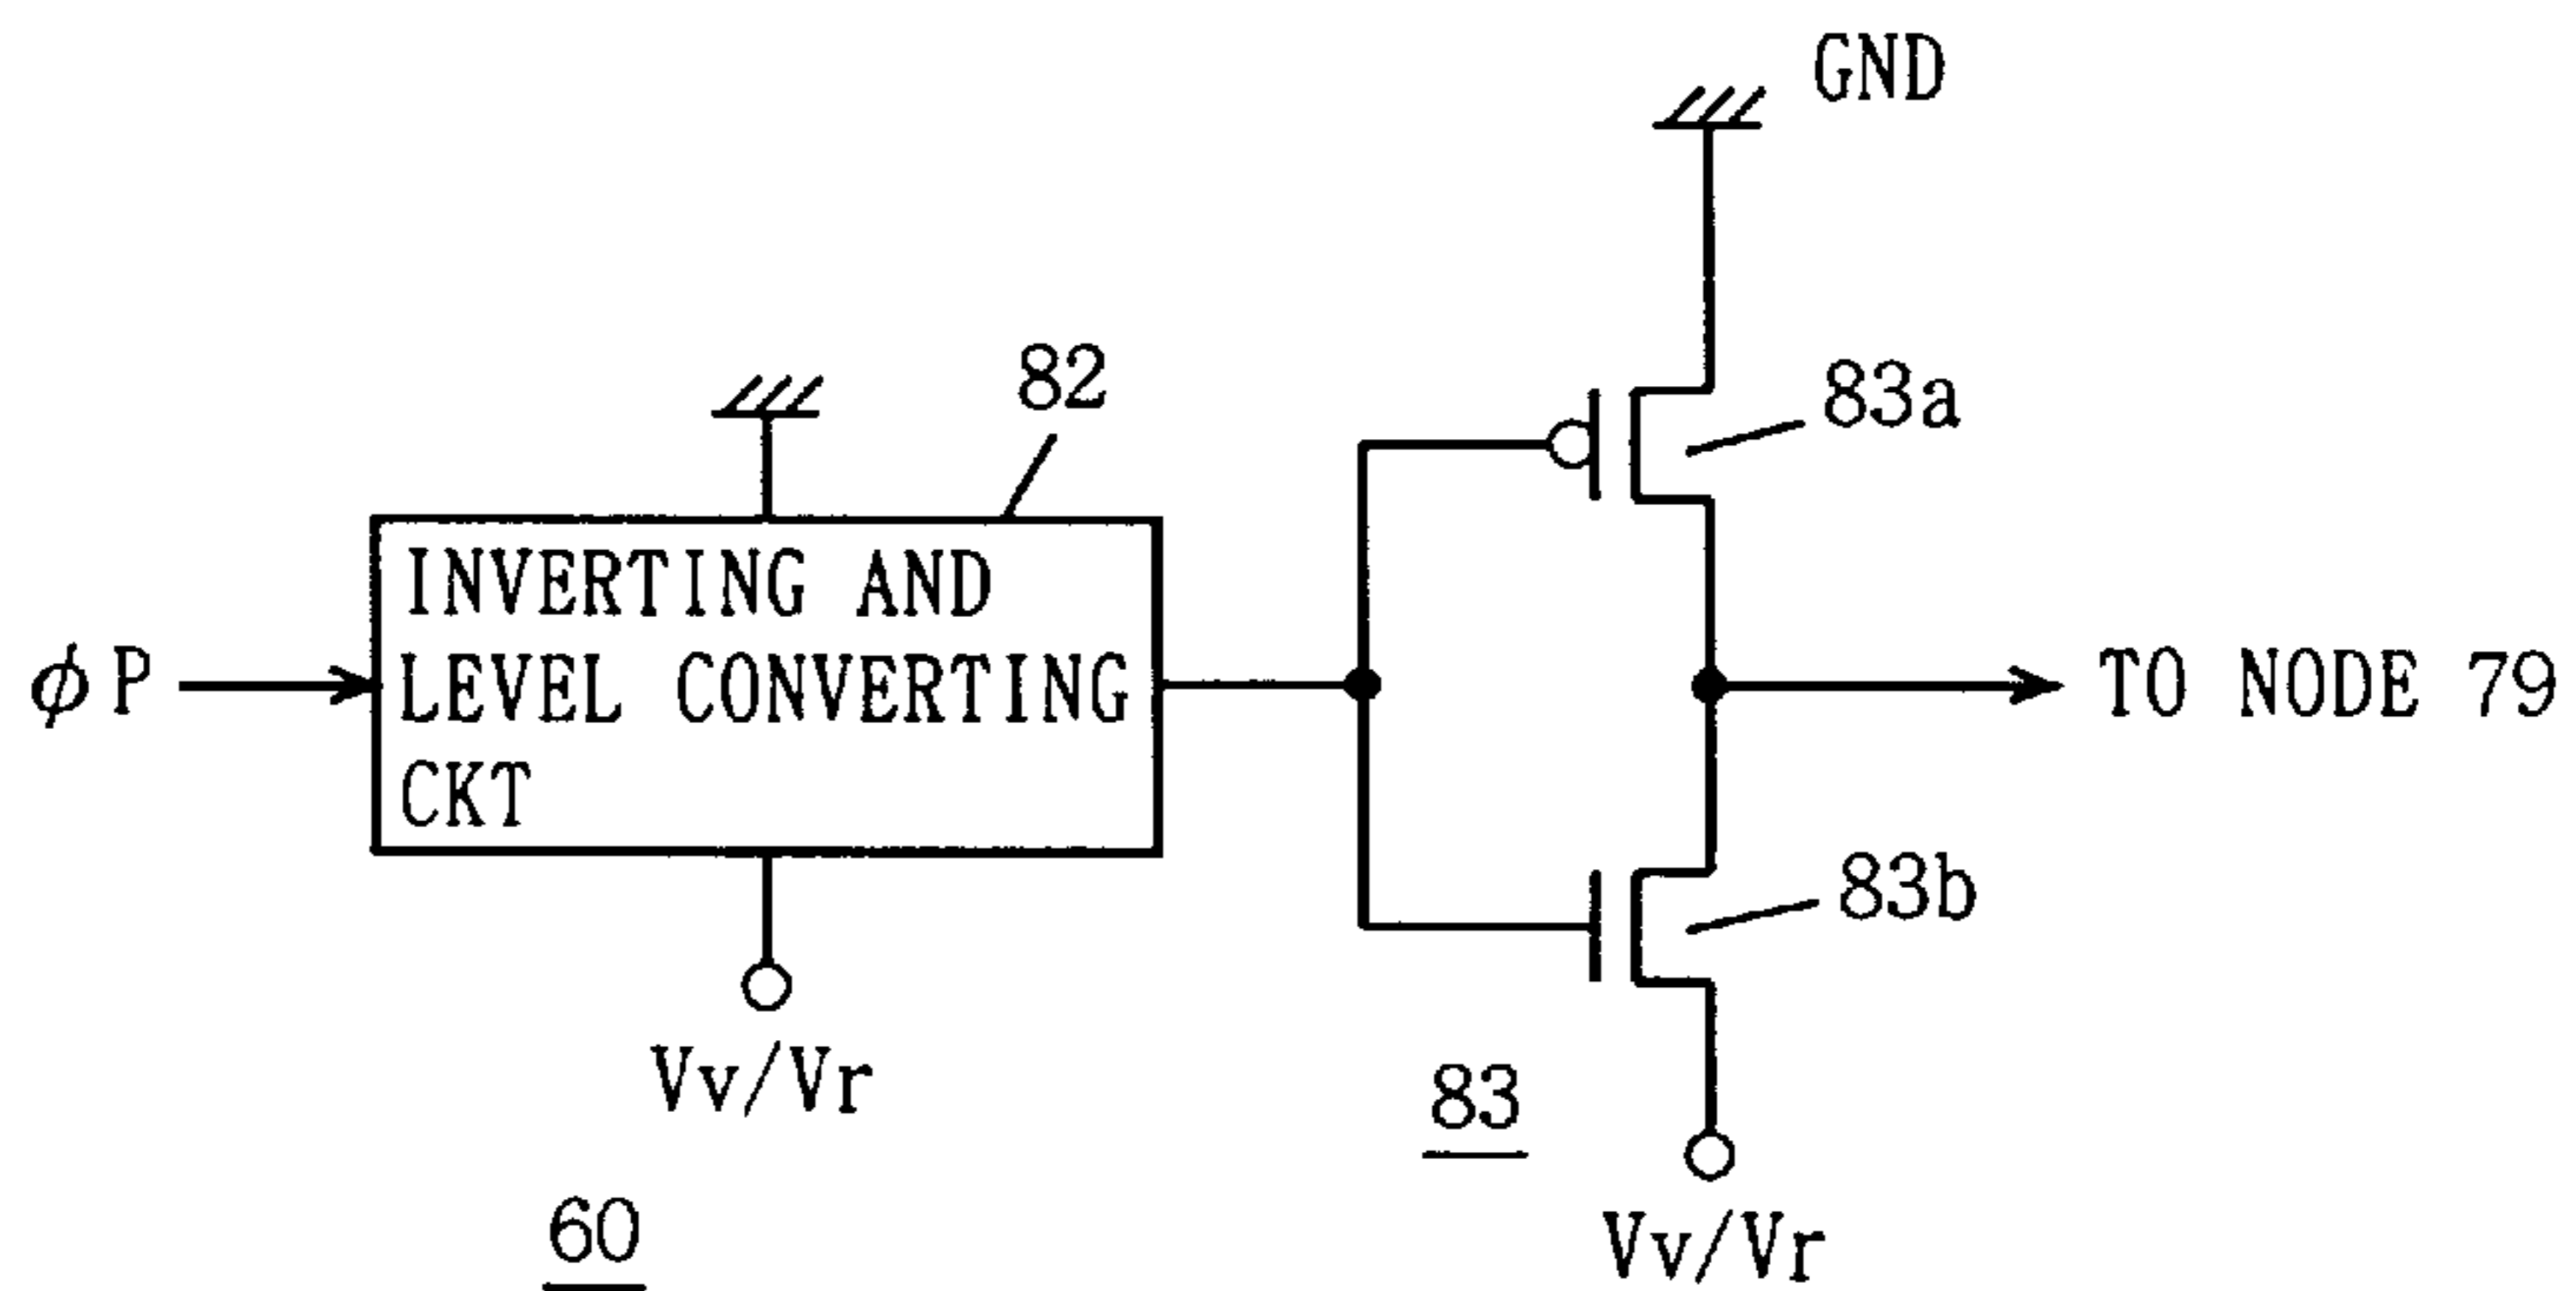 GND
82
83a
INVERTING AND
LEVEL CONVERTING
CKT
φP
TO NODE 79
83b
Vv/Vr
83
60
Vv/Vr